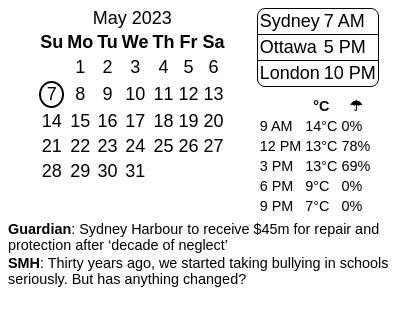 May 2023
Su Mo Tu We Th Fr Sa
1 2 3 4 5 6
7 8 9 10 11 12 13
14 15 16 17 18 19 20
21 22 23 24 25 26 27
28 29 30 31
Sydney 7 AM
Ottawa 5 PM
London 10 PM
°C ☂
9 AM 14°C 0%
12 PM 13°C 78%
3 PM 13°C 69%
6 PM 9°C 0%
9 PM 7°C 0%
Guardian: Sydney Harbour to receive $45m for repair and
protection after ‘decade of neglect’
SMH: Thirty years ago, we started taking bullying in schools
seriously. But has anything changed?